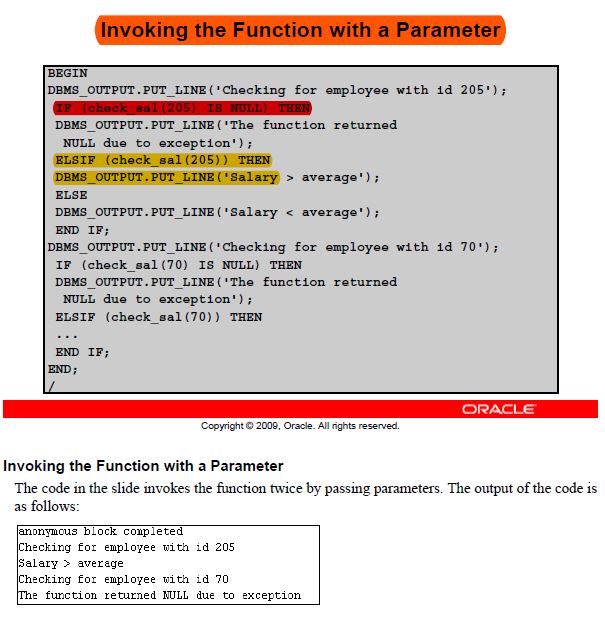 Invoking the Function with a Parameter
BEGIN
DBMS_OUTPUT.PUT_LINE('Checking for employee with id 205');
IF (check_sal(205) IS NULL) THEN
DBMS_OUTPUT.PUT_LINE('The function returned
NULL due to exception');
ELSIF (check_sal(205)) THEN
DBMS_OUTPUT.PUT_LINE('Salary > average');
ELSE
DBMS_OUTPUT.PUT_LINE('Salary < average');
END IF;
DBMS_OUTPUT.PUT_LINE('Checking for employee with id 70');
IF (check_sal(70) IS NULL) THEN
DBMS_OUTPUT.PUT_LINE('The function returned
NULL due to exception');
ELSIF (check_sal(70)) THEN
...
END IF;
END;
/
ORACLE
Copyright © 2009, Oracle. All rights reserved.
Invoking the Function with a Parameter
The code in the slide invokes the function twice by passing parameters. The output of the code is
as follows:
anonymous block completed
Checking for employee with id 205
Salary > average
Checking for employee with id 70
The function returned NULL due to exception